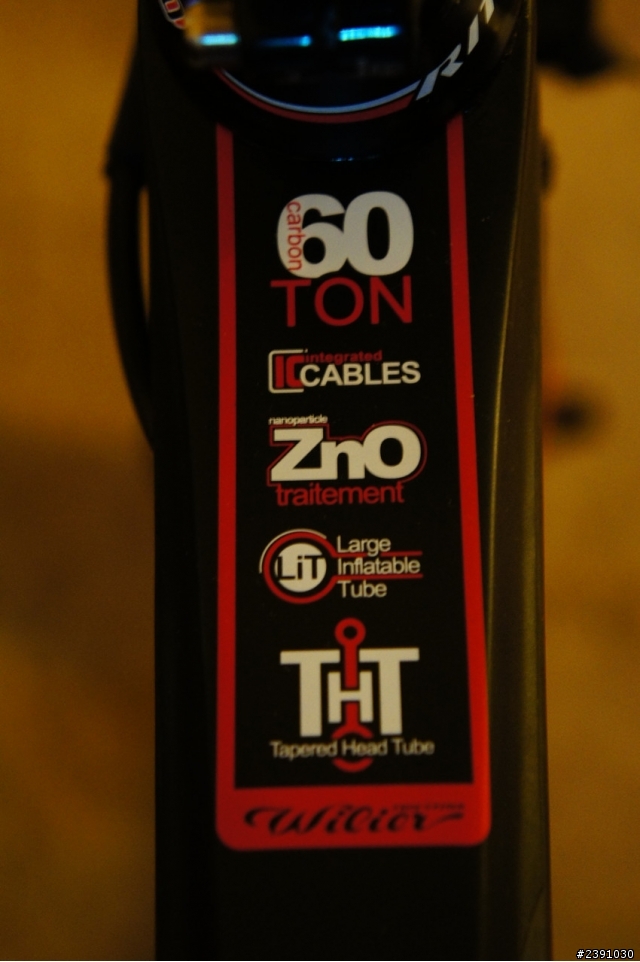 RIT
60
carbon
TON
integrated
IC CABLES
nanoparticle
ZnO
traitement
LiT
Large
Inflatable
Tube
THT
Tapered Head Tube
Wilier
#2391030